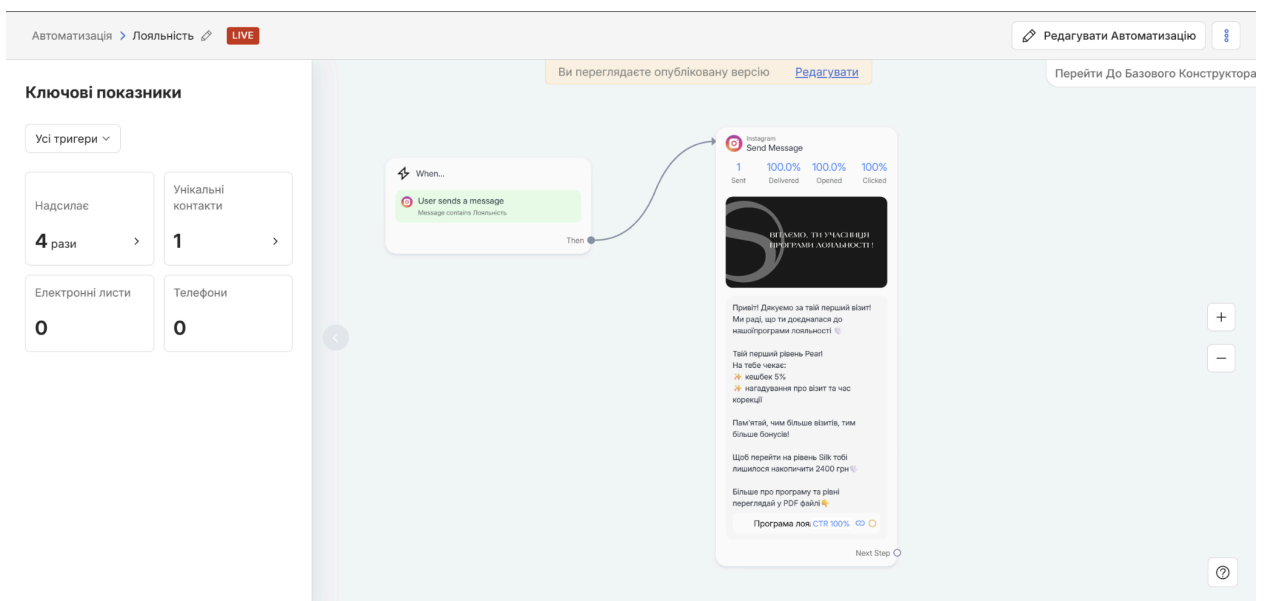 Автоматизація > Лояльність LIVE
Редагувати Автоматизацію
Ви переглядаєте опубліковану версію Редагувати
Перейти До Базового Конструктора
Ключові показники
Усі тригери
Надсилає
4 рази
Унікальні
контакти
1
Електронні листи
0
Телефони
0
When...
User sends a message
Message contains Лояльність
Then
Instagram
Send Message
1 100.0% 100.0% 100%
Sent Delivered Opened Clicked
ВІТАЄМО, ТИ УЧАСНИЦЯ
ПРОГРАМИ ЛОЯЛЬНОСТІ !
Привіт! Дякуємо за твій перший візит!
Ми раді, що ти доєдналася до
нашоїпрограми лояльності 🐚
Твій перший рівень Pearl
На тебе чекає:
✨ кешбек 5%
✨ нагадування про візит та час
корекції
Пам'ятай, чим більше візитів, тим
більше бонусів!
Щоб перейти на рівень Silk тобі
лишилося накопичити 2400 грн🐚
Більше про програму та рівні
переглядай у PDF файлі👇
Програма лоя CTR 100%
Next Step